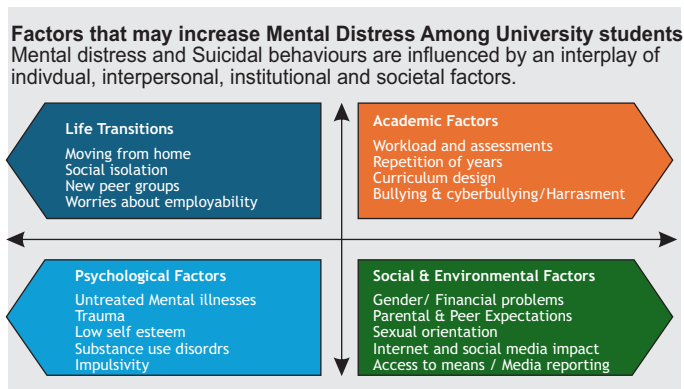 Factors that may increase Mental Distress Among University students
Mental distress and Suicidal behaviours are influenced by an interplay of
indivdual, interpersonal, institutional and societal factors.
Life Transitions
Moving from home
Social isolation
New peer groups
Worries about employability
Academic Factors
Workload and assessments
Repetition of years
Curriculum design
Bullying & cyberbullying/Harrasment
Psychological Factors
Untreated Mental illnesses
Trauma
Low self esteem
Substance use disordrs
Impulsivity
Social & Environmental Factors
Gender/ Financial problems
Parental & Peer Expectations
Sexual orientation
Internet and social media impact
Access to means / Media reporting